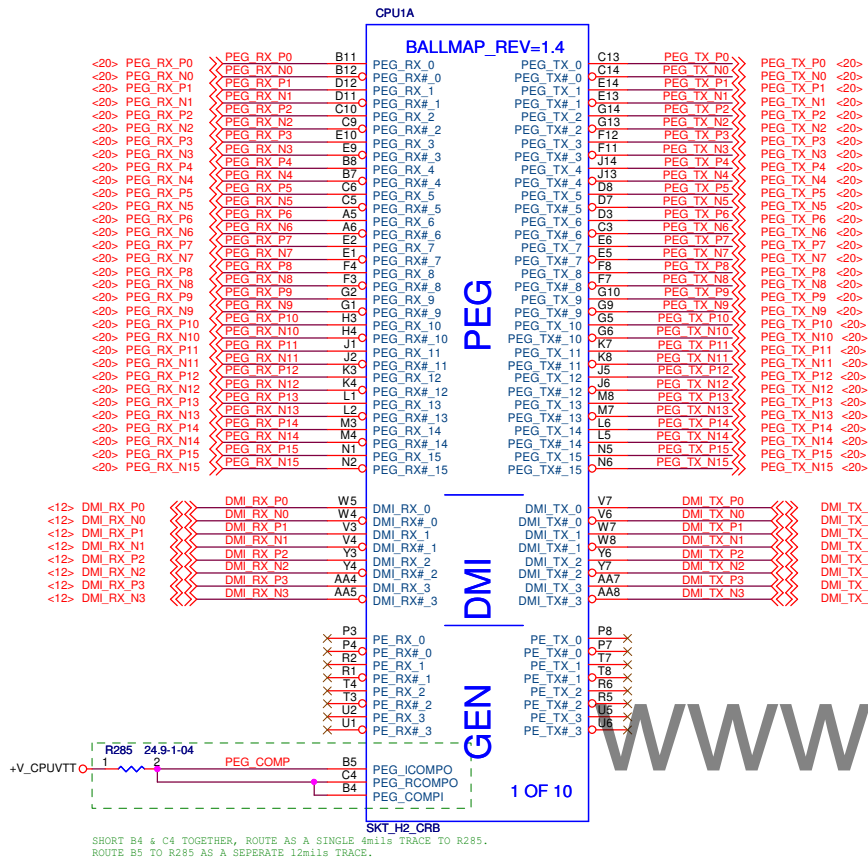 CPU1A
BALLMAP_REV=1.4
<20> PEG_RX_P0 PEG_RX_P0 B11 PEG_RX_0 PEG_TX_0 C13 PEG_TX_P0 PEG_TX_P0 <20>
<20> PEG_RX_N0 PEG_RX_N0 B12 PEG_RX#_0 PEG_TX#_0 C14 PEG_TX_N0 PEG_TX_N0 <20>
<20> PEG_RX_P1 PEG_RX_P1 D12 PEG_RX_1 PEG_TX_1 E14 PEG_TX_P1 PEG_TX_P1 <20>
<20> PEG_RX_N1 PEG_RX_N1 D11 PEG_RX#_1 PEG_TX#_1 E13 PEG_TX_N1 PEG_TX_N1 <20>
<20> PEG_RX_P2 PEG_RX_P2 C10 PEG_RX_2 PEG_TX_2 G14 PEG_TX_P2 PEG_TX_P2 <20>
<20> PEG_RX_N2 PEG_RX_N2 C9 PEG_RX#_2 PEG_TX#_2 G13 PEG_TX_N2 PEG_TX_N2 <20>
<20> PEG_RX_P3 PEG_RX_P3 E10 PEG_RX_3 PEG_TX_3 F12 PEG_TX_P3 PEG_TX_P3 <20>
<20> PEG_RX_N3 PEG_RX_N3 E9 PEG_RX#_3 PEG_TX#_3 F11 PEG_TX_N3 PEG_TX_N3 <20>
<20> PEG_RX_P4 PEG_RX_P4 B8 PEG_RX_4 PEG_TX_4 J14 PEG_TX_P4 PEG_TX_P4 <20>
<20> PEG_RX_N4 PEG_RX_N4 B7 PEG_RX#_4 PEG_TX#_4 J13 PEG_TX_N4 PEG_TX_N4 <20>
<20> PEG_RX_P5 PEG_RX_P5 C6 PEG_RX_5 PEG_TX_5 D8 PEG_TX_P5 PEG_TX_P5 <20>
<20> PEG_RX_N5 PEG_RX_N5 C5 PEG_RX#_5 PEG_TX#_5 D7 PEG_TX_N5 PEG_TX_N5 <20>
<20> PEG_RX_P6 PEG_RX_P6 A5 PEG_RX_6 PEG_TX_6 D3 PEG_TX_P6 PEG_TX_P6 <20>
<20> PEG_RX_N6 PEG_RX_N6 A6 PEG_RX#_6 PEG_TX#_6 C3 PEG_TX_N6 PEG_TX_N6 <20>
<20> PEG_RX_P7 PEG_RX_P7 E2 PEG_RX_7 PEG_TX_7 E6 PEG_TX_P7 PEG_TX_P7 <20>
<20> PEG_RX_N7 PEG_RX_N7 E1 PEG_RX#_7 PEG_TX#_7 E5 PEG_TX_N7 PEG_TX_N7 <20>
<20> PEG_RX_P8 PEG_RX_P8 F4 PEG_RX_8 PEG_TX_8 F8 PEG_TX_P8 PEG_TX_P8 <20>
<20> PEG_RX_N8 PEG_RX_N8 F3 PEG_RX#_8 PEG_TX#_8 F7 PEG_TX_N8 PEG_TX_N8 <20>
<20> PEG_RX_P9 PEG_RX_P9 G2 PEG_RX_9 PEG_TX_9 G10 PEG_TX_P9 PEG_TX_P9 <20>
<20> PEG_RX_N9 PEG_RX_N9 G1 PEG_RX#_9 PEG_TX#_9 G9 PEG_TX_N9 PEG_TX_N9 <20>
<20> PEG_RX_P10 PEG_RX_P10 H3 PEG_RX_10 PEG_TX_10 G5 PEG_TX_P10 PEG_TX_P10 <20>
<20> PEG_RX_N10 PEG_RX_N10 H4 PEG_RX#_10 PEG_TX#_10 G6 PEG_TX_N10 PEG_TX_N10 <20>
<20> PEG_RX_P11 PEG_RX_P11 J1 PEG_RX_11 PEG_TX_11 K7 PEG_TX_P11 PEG_TX_P11 <20>
<20> PEG_RX_N11 PEG_RX_N11 J2 PEG_RX#_11 PEG_TX#_11 K8 PEG_TX_N11 PEG_TX_N11 <20>
<20> PEG_RX_P12 PEG_RX_P12 K3 PEG_RX_12 PEG_TX_12 J5 PEG_TX_P12 PEG_TX_P12 <20>
<20> PEG_RX_N12 PEG_RX_N12 K4 PEG_RX#_12 PEG_TX#_12 J6 PEG_TX_N12 PEG_TX_N12 <20>
<20> PEG_RX_P13 PEG_RX_P13 L1 PEG_RX_13 PEG_TX_13 M8 PEG_TX_P13 PEG_TX_P13 <20>
<20> PEG_RX_N13 PEG_RX_N13 L2 PEG_RX#_13 PEG_TX#_13 M7 PEG_TX_N13 PEG_TX_N13 <20>
<20> PEG_RX_P14 PEG_RX_P14 M3 PEG_RX_14 PEG_TX_14 L6 PEG_TX_P14 PEG_TX_P14 <20>
<20> PEG_RX_N14 PEG_RX_N14 M4 PEG_RX#_14 PEG_TX#_14 L5 PEG_TX_N14 PEG_TX_N14 <20>
<20> PEG_RX_P15 PEG_RX_P15 N1 PEG_RX_15 PEG_TX_15 N5 PEG_TX_P15 PEG_TX_P15 <20>
<20> PEG_RX_N15 PEG_RX_N15 N2 PEG_RX#_15 PEG_TX#_15 N6 PEG_TX_N15 PEG_TX_N15 <20>
PEG
<12> DMI_RX_P0 DMI_RX_P0 W5 DMI_RX_0 DMI_TX_0 V7 DMI_TX_P0 DMI_TX_
<12> DMI_RX_N0 DMI_RX_N0 W4 DMI_RX#_0 DMI_TX#_0 V6 DMI_TX_N0 DMI_TX_
<12> DMI_RX_P1 DMI_RX_P1 V3 DMI_RX_1 DMI_TX_1 W7 DMI_TX_P1 DMI_TX_
<12> DMI_RX_N1 DMI_RX_N1 V4 DMI_RX#_1 DMI_TX#_1 W8 DMI_TX_N1 DMI_TX_
<12> DMI_RX_P2 DMI_RX_P2 Y3 DMI_RX_2 DMI_TX_2 Y6 DMI_TX_P2 DMI_TX_
<12> DMI_RX_N2 DMI_RX_N2 Y4 DMI_RX#_2 DMI_TX#_2 Y7 DMI_TX_N2 DMI_TX_
<12> DMI_RX_P3 DMI_RX_P3 AA4 DMI_RX_3 DMI_TX_3 AA7 DMI_TX_P3 DMI_TX_
<12> DMI_RX_N3 DMI_RX_N3 AA5 DMI_RX#_3 DMI_TX#_3 AA8 DMI_TX_N3 DMI_TX_
DMI
P3 PE_RX_0 PE_TX_0 P8
P4 PE_RX#_0 PE_TX#_0 P7
R2 PE_RX_1 PE_TX_1 T7
R1 PE_RX#_1 PE_TX#_1 T8
T4 PE_RX_2 PE_TX_2 R6
T3 PE_RX#_2 PE_TX#_2 R5
U2 PE_RX_3 PE_TX_3 U5
U1 PE_RX#_3 PE_TX#_3 U6
GEN
www
R285 24.9-1-04
+V_CPUVTT 1 2 PEG_COMP B5 PEG_ICOMPO
C4 PEG_RCOMPO
B4 PEG_COMPI
1 OF 10
SKT_H2_CRB
SHORT B4 & C4 TOGETHER, ROUTE AS A SINGLE 4mils TRACE TO R285.
ROUTE B5 TO R285 AS A SEPERATE 12mils TRACE.